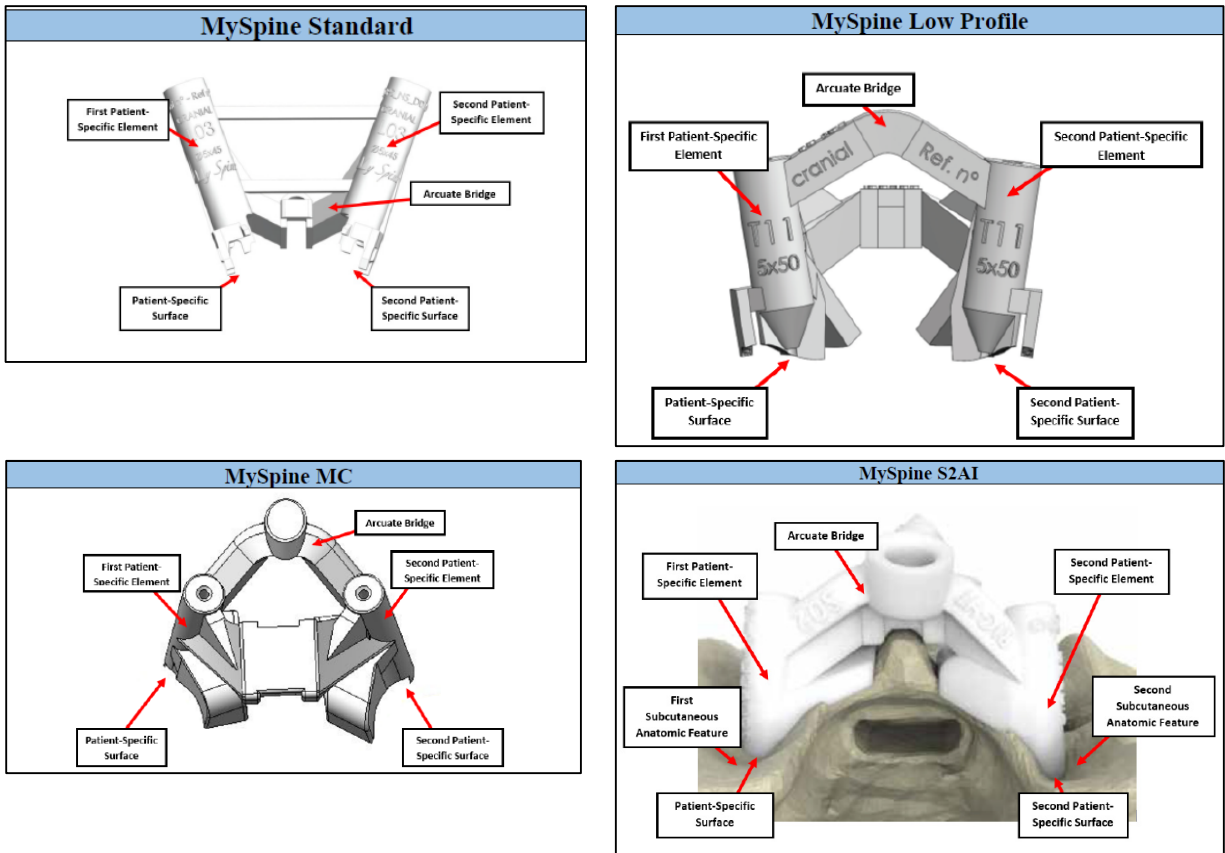 MySpine Standard
First Patient-
Specific Element
Second Patient-
Specific Element
Arcuate Bridge
Patient-Specific
Surface
Second Patient-
Specific Surface
CRANIAL
03
My Spine
MySpine Low Profile
Arcuate Bridge
First Patient-Specific
Element
Second Patient-Specific
Element
cranial
Ref. n°
T11
5x50
T11
5x50
Patient-Specific
Surface
Second Patient-
Specific Surface
MySpine MC
Arcuate Bridge
First Patient-
Specific Element
Second Patient-
Specific Element
Patient-Specific
Surface
Second Patient-
Specific Surface
MySpine S2AI
Arcuate Bridge
First Patient-
Specific Element
Second Patient-
Specific Element
First
Subcutaneous
Anatomic Feature
Second
Subcutaneous
Anatomic Feature
Patient-Specific
Surface
Second Patient-
Specific Surface